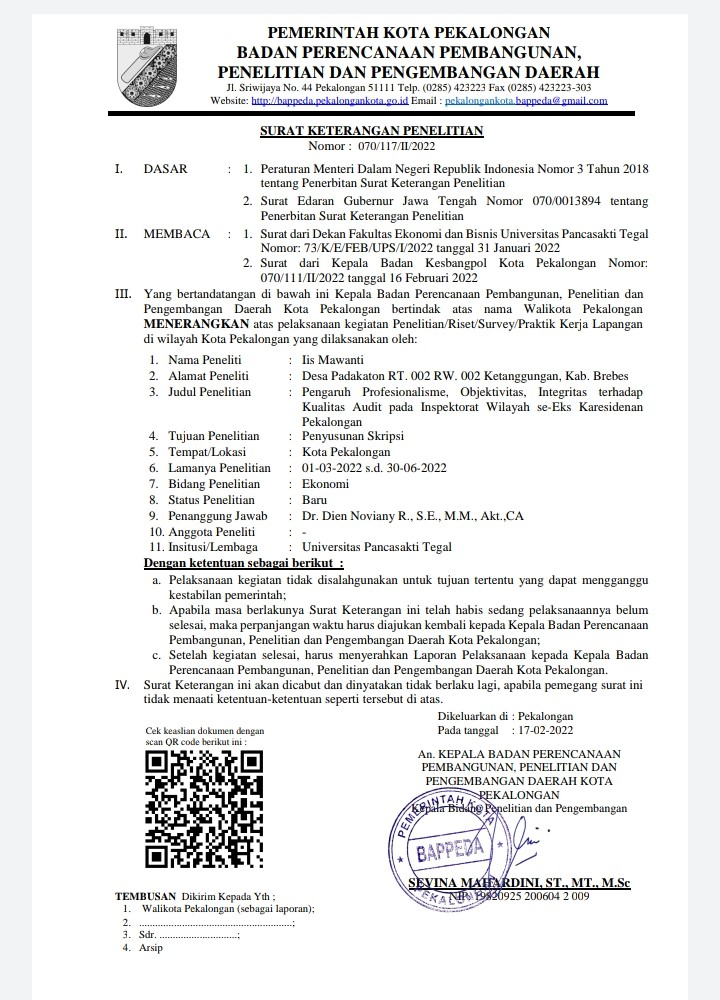 PEMERINTAH KOTA PEKALONGAN
BADAN PERENCANAAN PEMBANGUNAN,
PENELITIAN DAN PENGEMBANGAN DAERAH
Jl. Sriwijaya No. 44 Pekalongan 51111 Telp. (0285) 423223 Fax (0285) 423223-303
Website: http://bappeda.pekalongankota.go.id Email : pekalongankota.bappeda@gmail.com
SURAT KETERANGAN PENELITIAN
Nomor : 070/117/II/2022
I. DASAR : 1. Peraturan Menteri Dalam Negeri Republik Indonesia Nomor 3 Tahun 2018
tentang Penerbitan Surat Keterangan Penelitian
2. Surat Edaran Gubernur Jawa Tengah Nomor 070/0013894 tentang
Penerbitan Surat Keterangan Penelitian
II. MEMBACA : 1. Surat dari Dekan Fakultas Ekonomi dan Bisnis Universitas Pancasakti Tegal
Nomor: 73/K/E/FEB/UPS/I/2022 tanggal 31 Januari 2022
2. Surat dari Kepala Badan Kesbangpol Kota Pekalongan Nomor:
070/111/II/2022 tanggal 16 Februari 2022
III. Yang bertandatangan di bawah ini Kepala Badan Perencanaan Pembangunan, Penelitian dan
Pengembangan Daerah Kota Pekalongan bertindak atas nama Walikota Pekalongan
MENERANGKAN atas pelaksanaan kegiatan Penelitian/Riset/Survey/Praktik Kerja Lapangan
di wilayah Kota Pekalongan yang dilaksanakan oleh:
1. Nama Peneliti : Iis Mawanti
2. Alamat Peneliti : Desa Padakaton RT. 002 RW. 002 Ketanggungan, Kab. Brebes
3. Judul Penelitian : Pengaruh Profesionalisme, Objektivitas, Integritas terhadap
Kualitas Audit pada Inspektorat Wilayah se-Eks Karesidenan
Pekalongan
4. Tujuan Penelitian : Penyusunan Skripsi
5. Tempat/Lokasi : Kota Pekalongan
6. Lamanya Penelitian : 01-03-2022 s.d. 30-06-2022
7. Bidang Penelitian : Ekonomi
8. Status Penelitian : Baru
9. Penanggung Jawab : Dr. Dien Noviany R., S.E., M.M., Akt.,CA
10. Anggota Peneliti : -
11. Insitusi/Lembaga : Universitas Pancasakti Tegal
Dengan ketentuan sebagai berikut :
a. Pelaksanaan kegiatan tidak disalahgunakan untuk tujuan tertentu yang dapat mengganggu
kestabilan pemerintah;
b. Apabila masa berlakunya Surat Keterangan ini telah habis sedang pelaksanaannya belum
selesai, maka perpanjangan waktu harus diajukan kembali kepada Kepala Badan Perencanaan
Pembangunan, Penelitian dan Pengembangan Daerah Kota Pekalongan;
c. Setelah kegiatan selesai, harus menyerahkan Laporan Pelaksanaan kepada Kepala Badan
Perencanaan Pembangunan, Penelitian dan Pengembangan Daerah Kota Pekalongan.
IV. Surat Keterangan ini akan dicabut dan dinyatakan tidak berlaku lagi, apabila pemegang surat ini
tidak menaati ketentuan-ketentuan seperti tersebut di atas.
Dikeluarkan di : Pekalongan
Pada tanggal : 17-02-2022
Cek keaslian dokumen dengan
scan QR code berikut ini :
An. KEPALA BADAN PERENCANAAN
PEMBANGUNAN, PENELITIAN DAN
PENGEMBANGAN DAERAH KOTA
PEKALONGAN
Kepala Bidang Penelitian dan Pengembangan
PEMERINTAH KOTA
BAPPEDA
PEKALONGAN
SEVINA MAHARDINI, ST., MT., M.Sc
NIP. 19820925 200604 2 009
TEMBUSAN Dikirim Kepada Yth ;
1. Walikota Pekalongan (sebagai laporan);
2. ..........................................................;
3. Sdr. ..............................;
4. Arsip